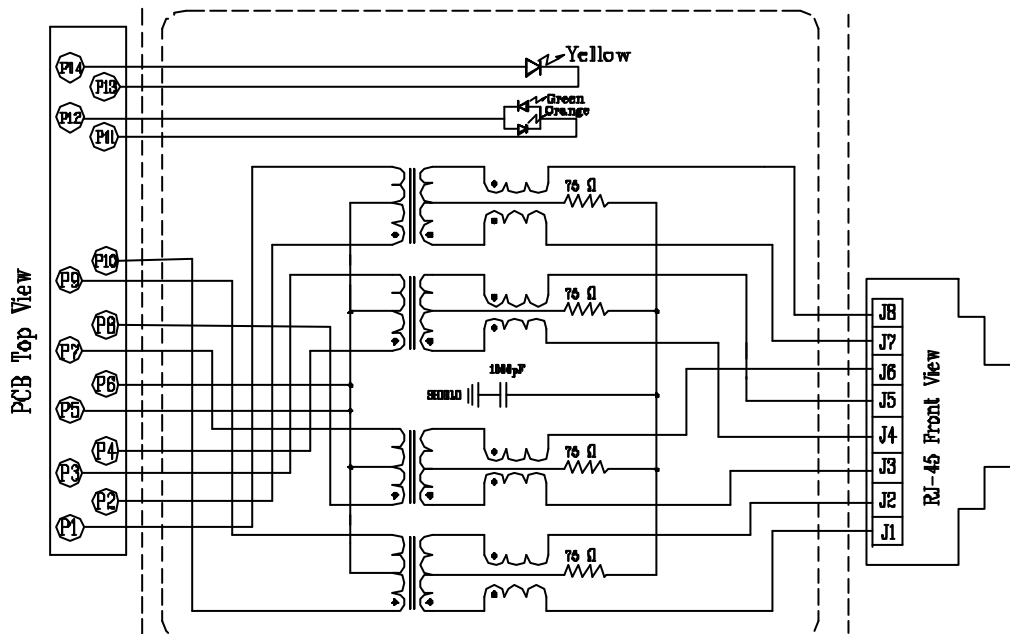 P14
Yellow
P13
P12
Green
Orange
P11
75 Ω
P10
P9
75 Ω
P8
J8
J7
P7
1000pF
J6
P6
SHIELD
J5
P5
J4
P4
75 Ω
J3
P3
P2
J2
P1
J1
75 Ω
PCB Top View
RJ-45 Front View